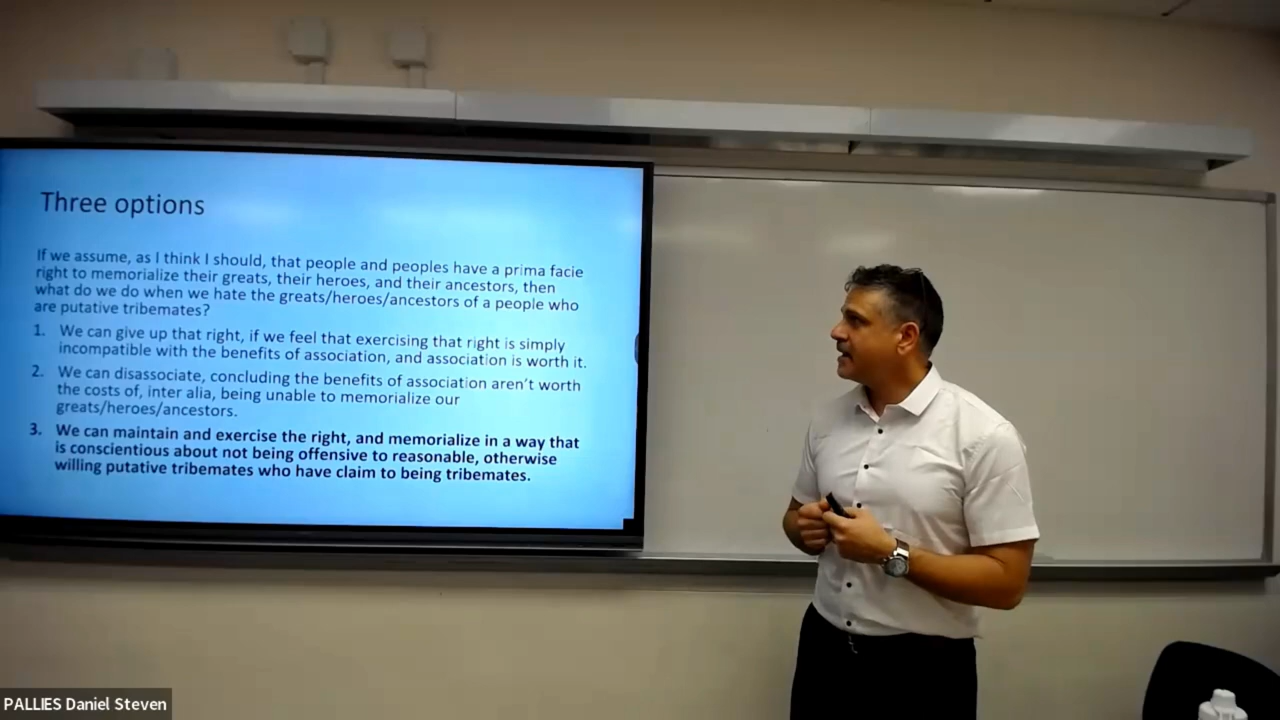 Three options
If we assume, as I think I should, that people and peoples have a prima facie
right to memorialize their greats, their heroes, and their ancestors, then
what do we do when we hate the greats/heroes/ancestors of a people who
are putative tribemates?
1. We can give up that right, if we feel that exercising that right is simply
incompatible with the benefits of association, and association is worth it.
2. We can disassociate, concluding the benefits of association aren't worth
the costs of, inter alia, being unable to memorialize our
greats/heroes/ancestors.
3. We can maintain and exercise the right, and memorialize in a way that
is conscientious about not being offensive to reasonable, otherwise
willing putative tribemates who have claim to being tribemates.
PALLIES Daniel Steven